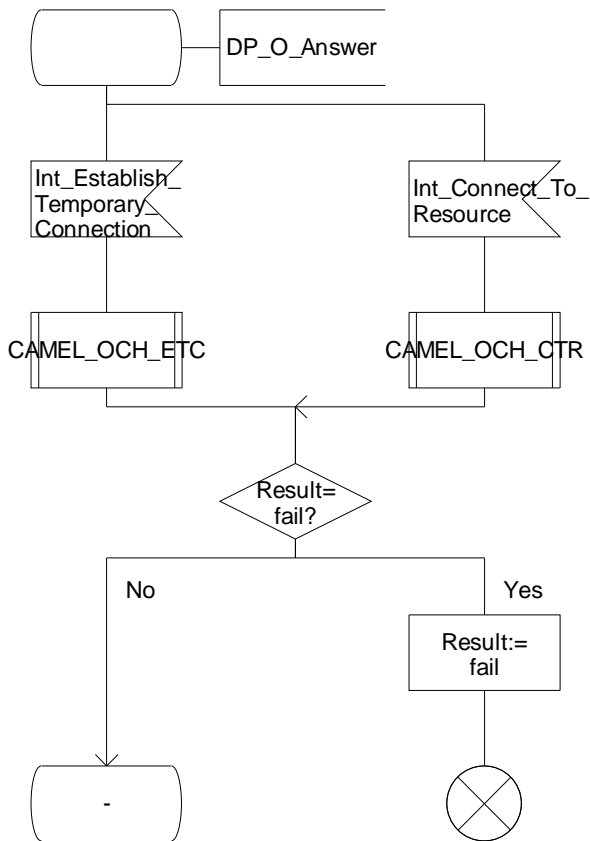 DP_O_Answer
Int_Establish_
Temporary_
Connection
Int_Connect_To_
Resource
CAMEL_OCH_ETC
CAMEL_OCH_CTR
Result=
fail?
No
Yes
Result:=
fail
-